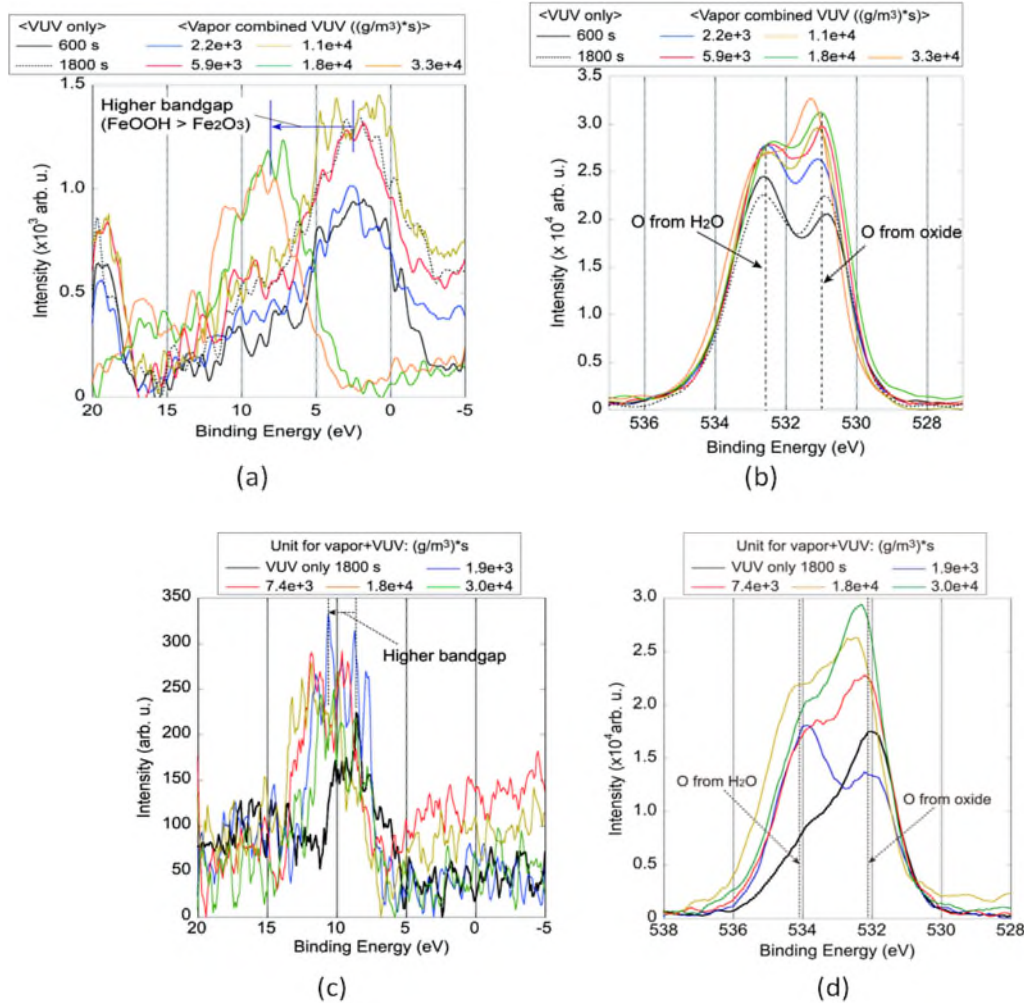 <VUV only> <Vapor combined VUV ((g/m³)*s)>
600 s 2.2e+3 1.1e+4
1800 s 5.9e+3 1.8e+4 3.3e+4
1.5
1.0
0.5
0
Intensity (x10³ arb. u.)
Higher bandgap
(FeOOH > Fe₂O₃)
20 15 10 5 0 -5
Binding Energy (eV)
(a)
<VUV only> <Vapor combined VUV ((g/m³)*s)>
600 s 2.2e+3 1.1e+4
1800 s 5.9e+3 1.8e+4 3.3e+4
3.5
3.0
2.5
2.0
1.5
1.0
0.5
0
Intensity (x 10⁴ arb. u.)
O from H₂O
O from oxide
536 534 532 530 528
Binding Energy (eV)
(b)
Unit for vapor+VUV: (g/m³)*s
VUV only 1800 s 1.9e+3
7.4e+3 1.8e+4 3.0e+4
350
300
250
200
150
100
50
0
Intensity (arb. u.)
Higher bandgap
20 15 10 5 0 -5
Binding Energy (eV)
(c)
Unit for vapor+VUV: (g/m³)*s
VUV only 1800 s 1.9e+3
7.4e+3 1.8e+4 3.0e+4
3.0
2.5
2.0
1.5
1.0
0.5
0
Intensity (x10⁴arb. u.)
O from H₂O
O from oxide
538 536 534 532 530 528
Binding Energy (eV)
(d)